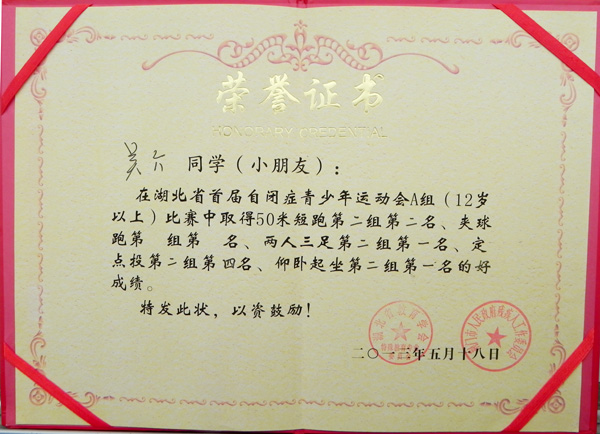 荣誉证书
HONORARY CREDENTIAL
吴亣 同学（小朋友）：
在湖北省首届自闭症青少年运动会A组（12岁
以上）比赛中取得50米短跑第二组第二名、夹球
跑第 组第 名、两人三足第二组第一名、定
点投第二组第四名、仰卧起坐第二组第一名的好
成绩。
特发此状，以资鼓励！
二〇一三年五月十八日